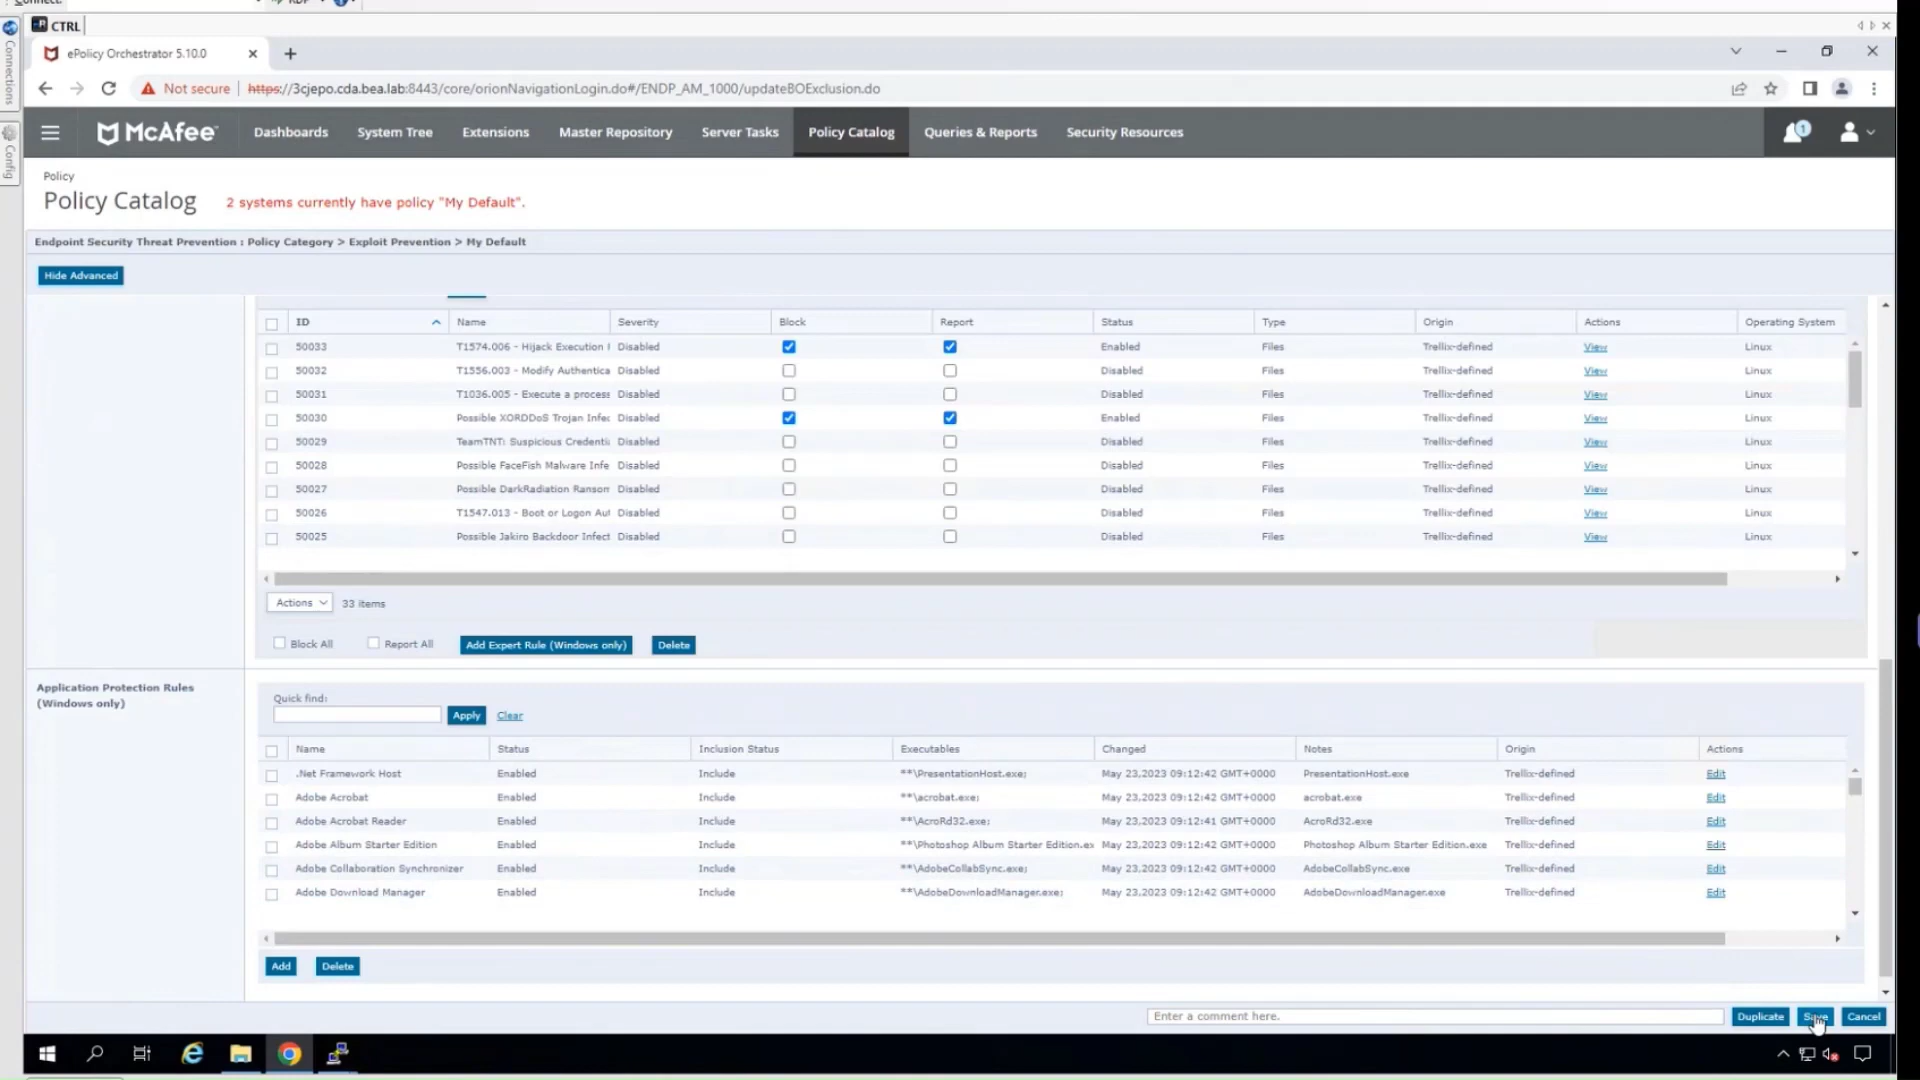 CTRL
Connections
Config
ePolicy Orchestrator 5.10.0
Not secure https://3cjepo.cda.bea.lab:8443/core/orionNavigationLogin.do#/ENDP_AM_1000/updateBOExclusion.do
McAfee Dashboards System Tree Extensions Master Repository Server Tasks Policy Catalog Queries & Reports Security Resources 1
Policy
Policy Catalog 2 systems currently have policy "My Default".
Endpoint Security Threat Prevention : Policy Category > Exploit Prevention > My Default
Hide Advanced
ID Name Severity Block Report Status Type Origin Actions Operating System
50033 T1574.006 - Hijack Execution Disabled Enabled Files Trellix-defined View Linux
50032 T1556.003 - Modify Authentica Disabled Disabled Files Trellix-defined View Linux
50031 T1036.005 - Execute a process Disabled Disabled Files Trellix-defined View Linux
50030 Possible XORDDoS Trojan Infec Disabled Enabled Files Trellix-defined View Linux
50029 TeamTNT: Suspicious Credenti Disabled Disabled Files Trellix-defined View Linux
50028 Possible FaceFish Malware Infe Disabled Disabled Files Trellix-defined View Linux
50027 Possible DarkRadiation Ransom Disabled Disabled Files Trellix-defined View Linux
50026 T1547.013 - Boot or Logon Aut Disabled Disabled Files Trellix-defined View Linux
50025 Possible Jakiro Backdoor Infect Disabled Disabled Files Trellix-defined View Linux
Actions 33 items
Block All Report All Add Expert Rule (Windows only) Delete
Application Protection Rules
(Windows only)
Quick find:
Apply Clear
Name Status Inclusion Status Executables Changed Notes Origin Actions
.Net Framework Host Enabled Include **\PresentationHost.exe; May 23,2023 09:12:42 GMT+0000 PresentationHost.exe Trellix-defined Edit
Adobe Acrobat Enabled Include **\acrobat.exe; May 23,2023 09:12:42 GMT+0000 acrobat.exe Trellix-defined Edit
Adobe Acrobat Reader Enabled Include **\AcroRd32.exe; May 23,2023 09:12:41 GMT+0000 AcroRd32.exe Trellix-defined Edit
Adobe Album Starter Edition Enabled Include **\Photoshop Album Starter Edition.ex May 23,2023 09:12:42 GMT+0000 Photoshop Album Starter Edition.exe Trellix-defined Edit
Adobe Collaboration Synchronizer Enabled Include **\AdobeCollabSync.exe; May 23,2023 09:12:42 GMT+0000 AdobeCollabSync.exe Trellix-defined Edit
Adobe Download Manager Enabled Include **\AdobeDownloadManager.exe; May 23,2023 09:12:42 GMT+0000 AdobeDownloadManager.exe Trellix-defined Edit
Add Delete
Enter a comment here. Duplicate Save Cancel